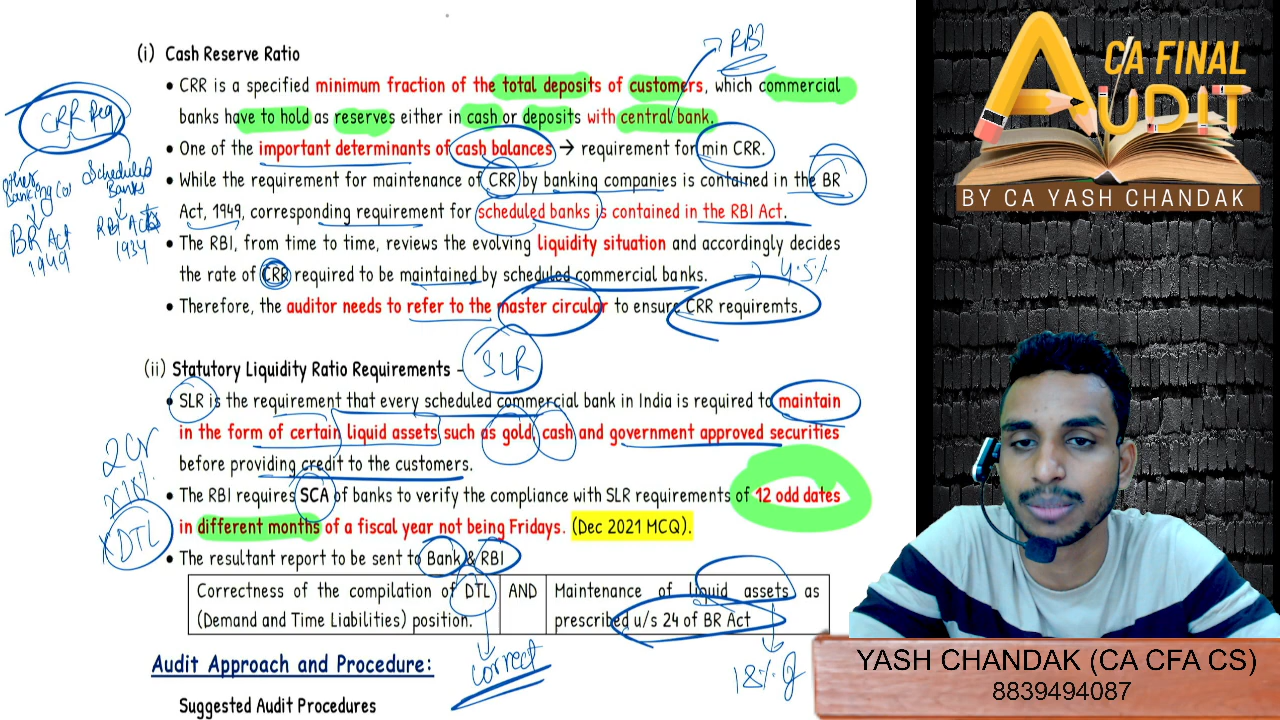 (i) Cash Reserve Ratio
• CRR is a specified minimum fraction of the total deposits of customers, which commercial
banks have to hold as reserves either in cash or deposits with central bank.
• One of the important determinants of cash balances → requirement for min CRR.
• While the requirement for maintenance of CRR by banking companies is contained in the BR
Act, 1949, corresponding requirement for scheduled banks is contained in the RBI Act.
• The RBI, from time to time, reviews the evolving liquidity situation and accordingly decides
the rate of CRR required to be maintained by scheduled commercial banks.
• Therefore, the auditor needs to refer to the master circular to ensure CRR requiremts.
RBI
CRR Req
Other
Banking Co
BR Act
1949
Scheduled
Banks
RBI Act
1934
4.5%
(ii) Statutory Liquidity Ratio Requirements -
SLR
• SLR is the requirement that every scheduled commercial bank in India is required to maintain
in the form of certain liquid assets such as gold, cash and government approved securities
before providing credit to the customers.
• The RBI requires SCA of banks to verify the compliance with SLR requirements of 12 odd dates
in different months of a fiscal year not being Fridays. (Dec 2021 MCQ).
• The resultant report to be sent to Bank & RBI
2 Cr
x 18%
DTL
Correctness of the compilation of DTL
(Demand and Time Liabilities) position.
AND
Maintenance of liquid assets as
prescribed u/s 24 of BR Act
correct
18% of
Audit Approach and Procedure:
Suggested Audit Procedures
CA FINAL
AUDIT
BY CA YASH CHANDAK
YASH CHANDAK (CA CFA CS)
8839494087